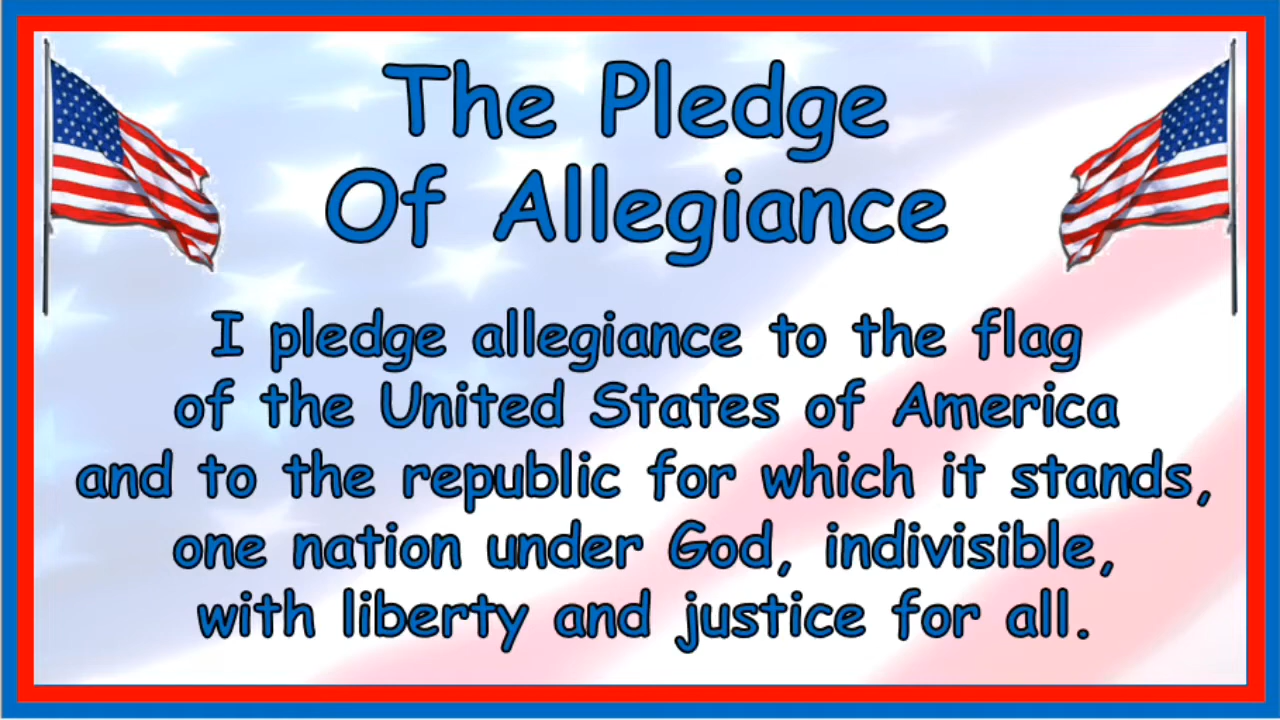 The Pledge
Of Allegiance
I pledge allegiance to the flag
of the United States of America
and to the republic for which it stands,
one nation under God, indivisible,
with liberty and justice for all.